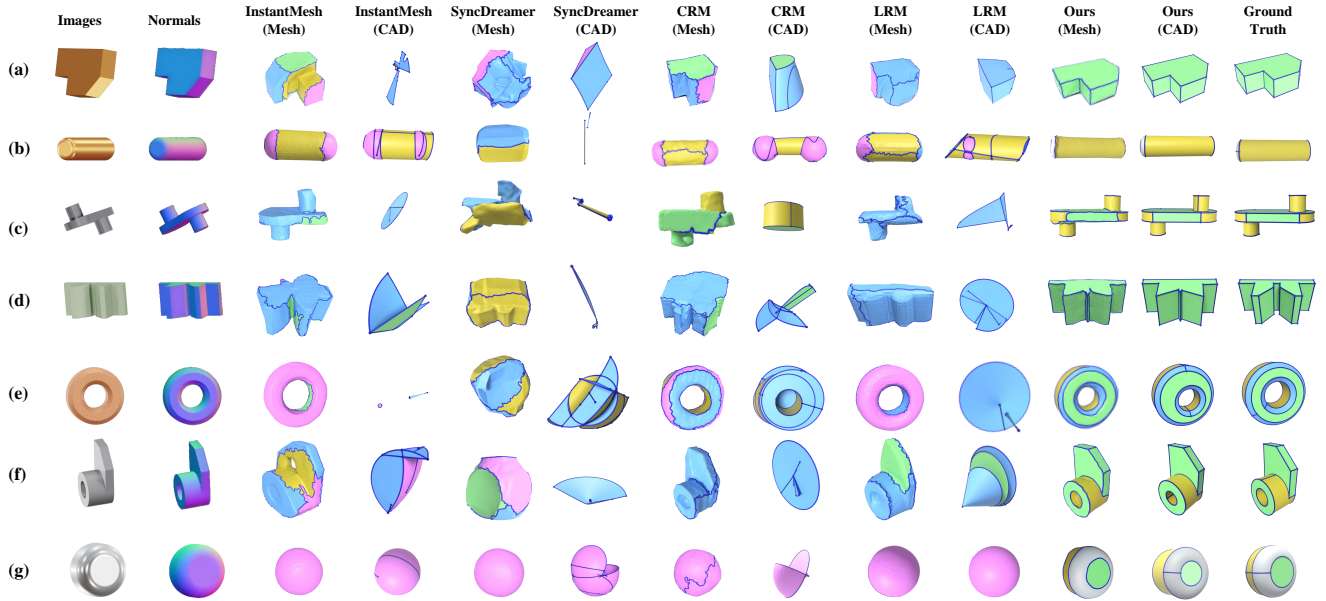 Images Normals InstantMesh (Mesh) InstantMesh (CAD) SyncDreamer (Mesh) SyncDreamer (CAD) CRM (Mesh) CRM (CAD) LRM (Mesh) LRM (CAD) Ours (Mesh) Ours (CAD) Ground Truth
(a)
(b)
(c)
(d)
(e)
(f)
(g)